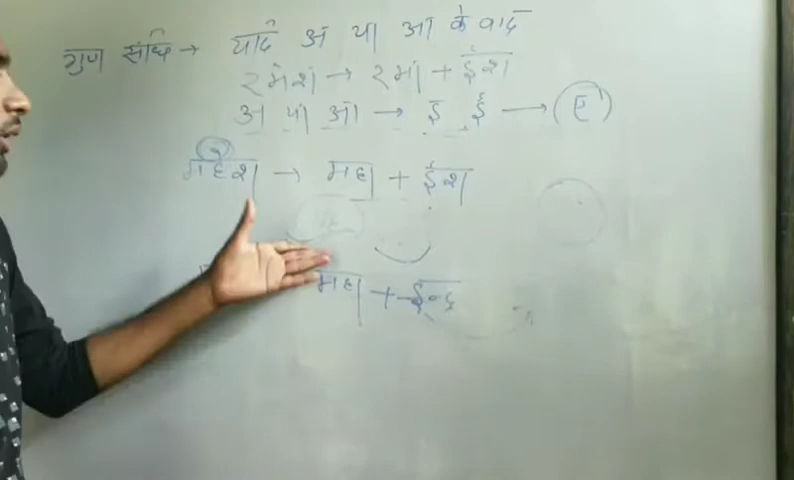 गुण संधि → यदि अ या आ के बाद
रमेश → रमा + ईश
अ या आ → इ ई → (ए)
महेश → महा + ईश
महा + इन्द्र